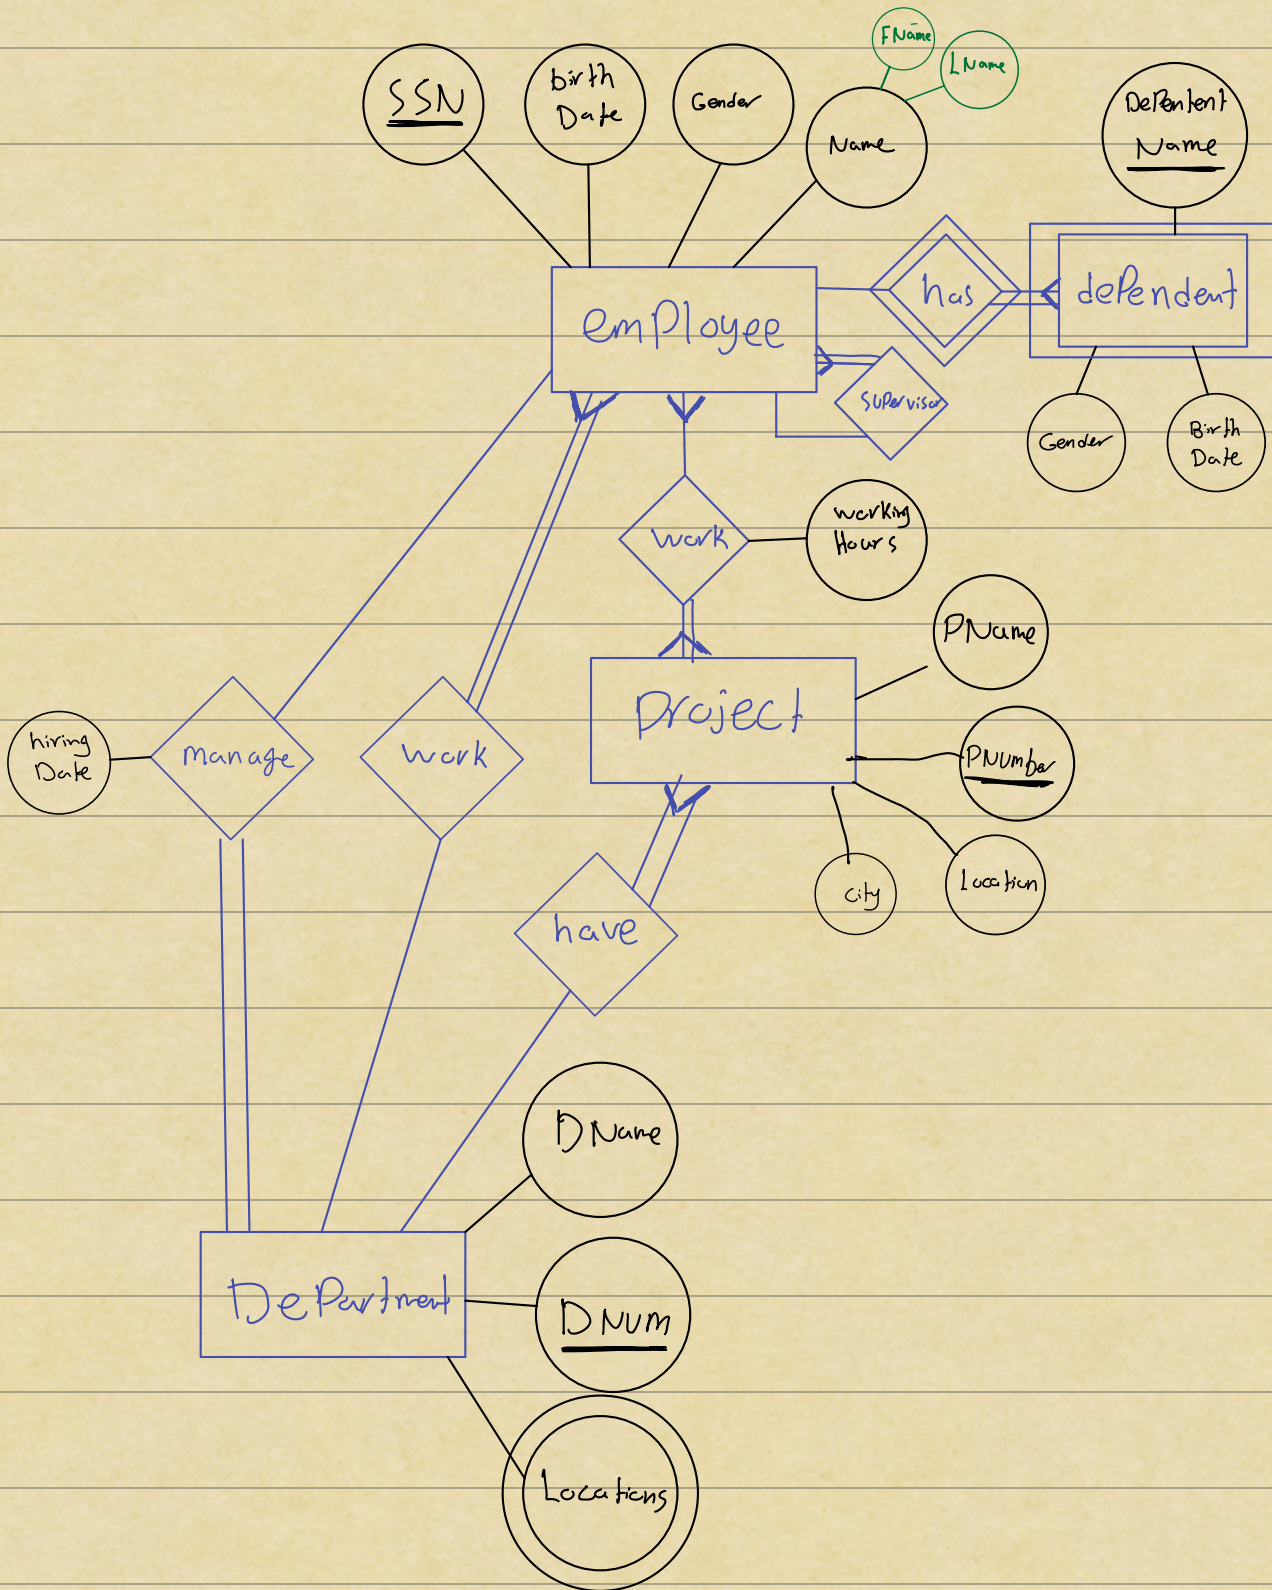 FName
LName
SSN
birth
Date
Gender
Name
DePentent
Name
employee
has
dePendent
SuPervisor
Gender
Birth
Date
work
working
Hours
PName
Project
PNumber
hiring
Date
manage
work
city
Location
have
DName
DePartment
DNUM
Locations